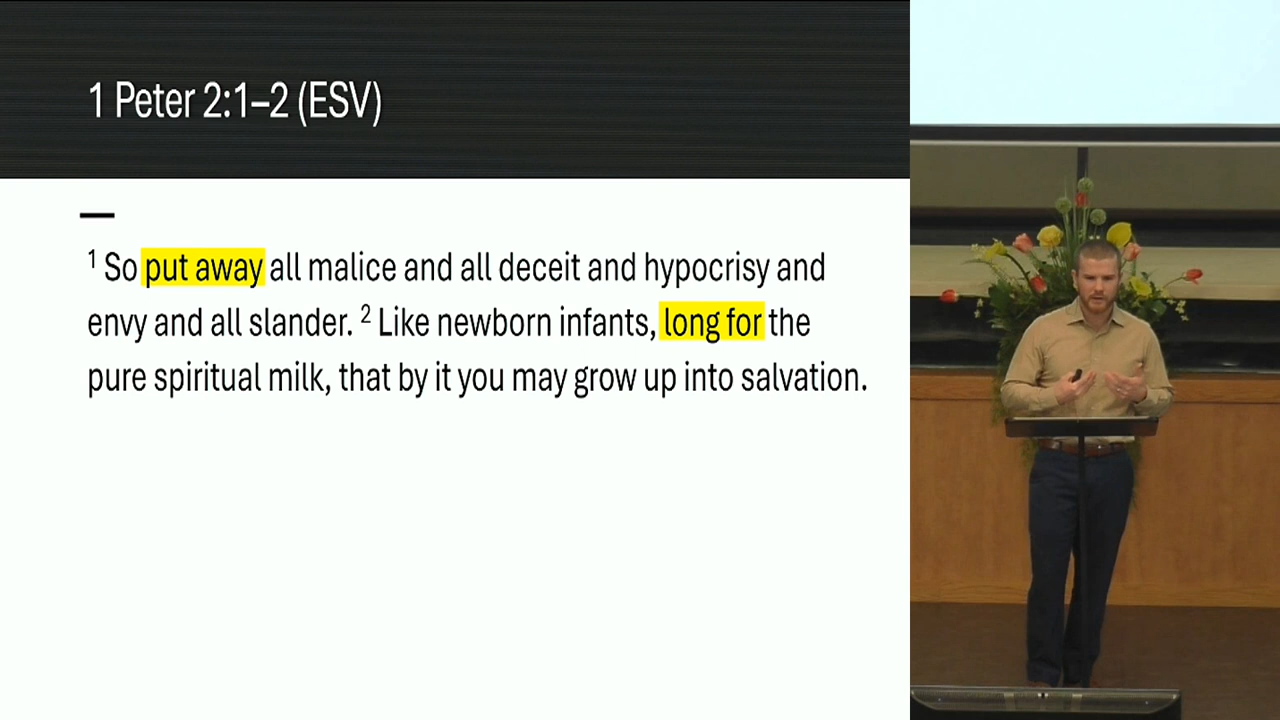 1 Peter 2:1–2 (ESV)
1 So put away all malice and all deceit and hypocrisy and
envy and all slander. 2 Like newborn infants, long for the
pure spiritual milk, that by it you may grow up into salvation.